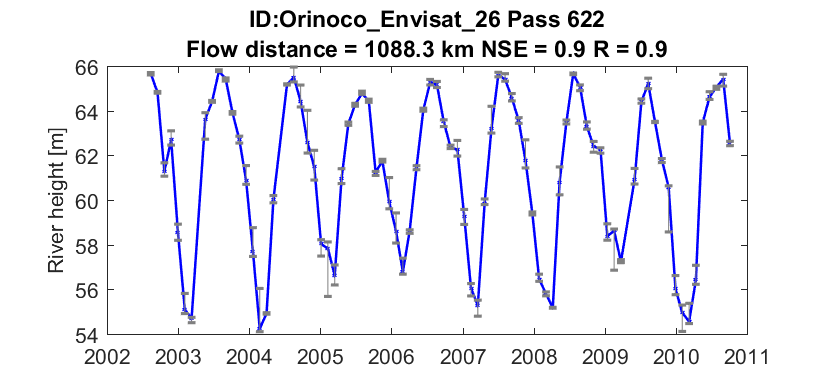 ID:Orinoco_Envisat_26 Pass 622
Flow distance = 1088.3 km NSE = 0.9 R = 0.9
River height [m]
66
64
62
60
58
56
54
2002 2003 2004 2005 2006 2007 2008 2009 2010 2011